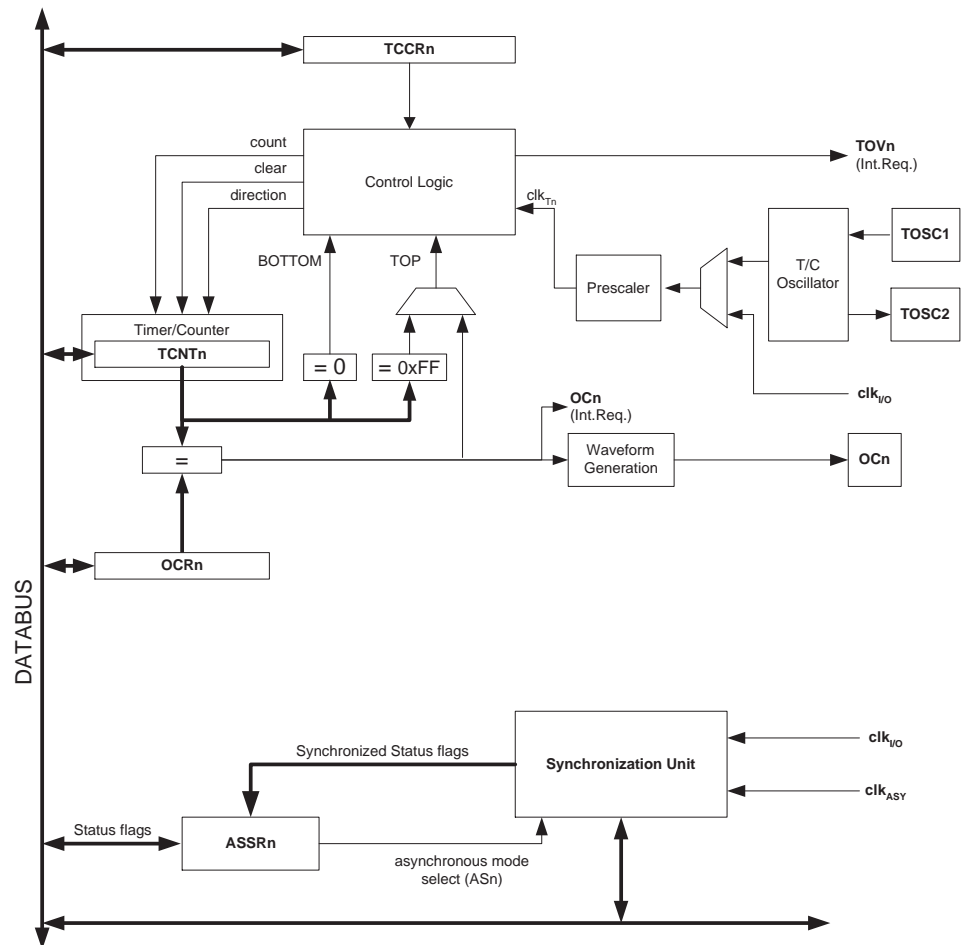 TCCRn
count
clear
direction
Control Logic
TOVn
(Int.Req.)
clkTn
BOTTOM
TOP
Prescaler
T/C
Oscillator
TOSC1
TOSC2
Timer/Counter
TCNTn
= 0
= 0xFF
clkI/O
OCn
(Int.Req.)
=
Waveform
Generation
OCn
OCRn
DATABUS
Synchronized Status flags
Synchronization Unit
clkI/O
clkASY
Status flags
ASSRn
asynchronous mode
select (ASn)